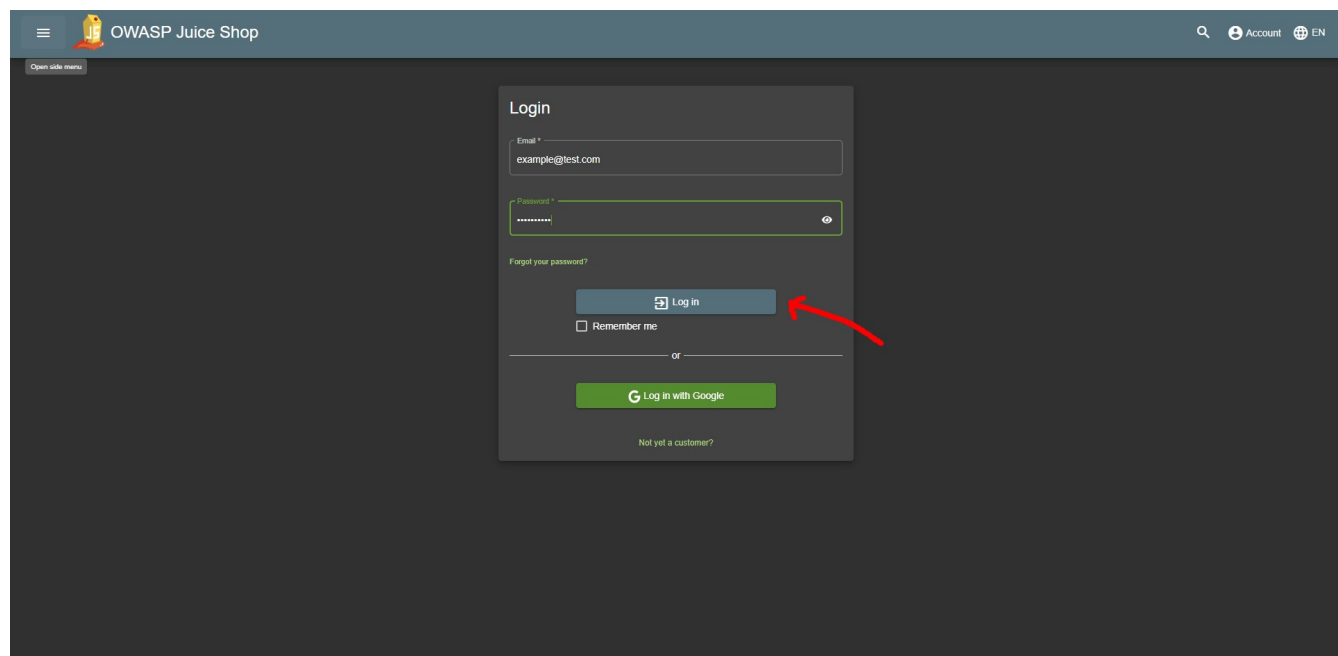 OWASP Juice Shop
Account
EN
Open side menu
Login
Email *
example@test.com
Password *
••••••••••
Forgot your password?
Log in
Remember me
or
Log in with Google
Not yet a customer?